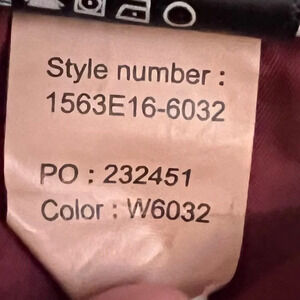 Style number :
1563E16-6032
PO : 232451
Color : W6032